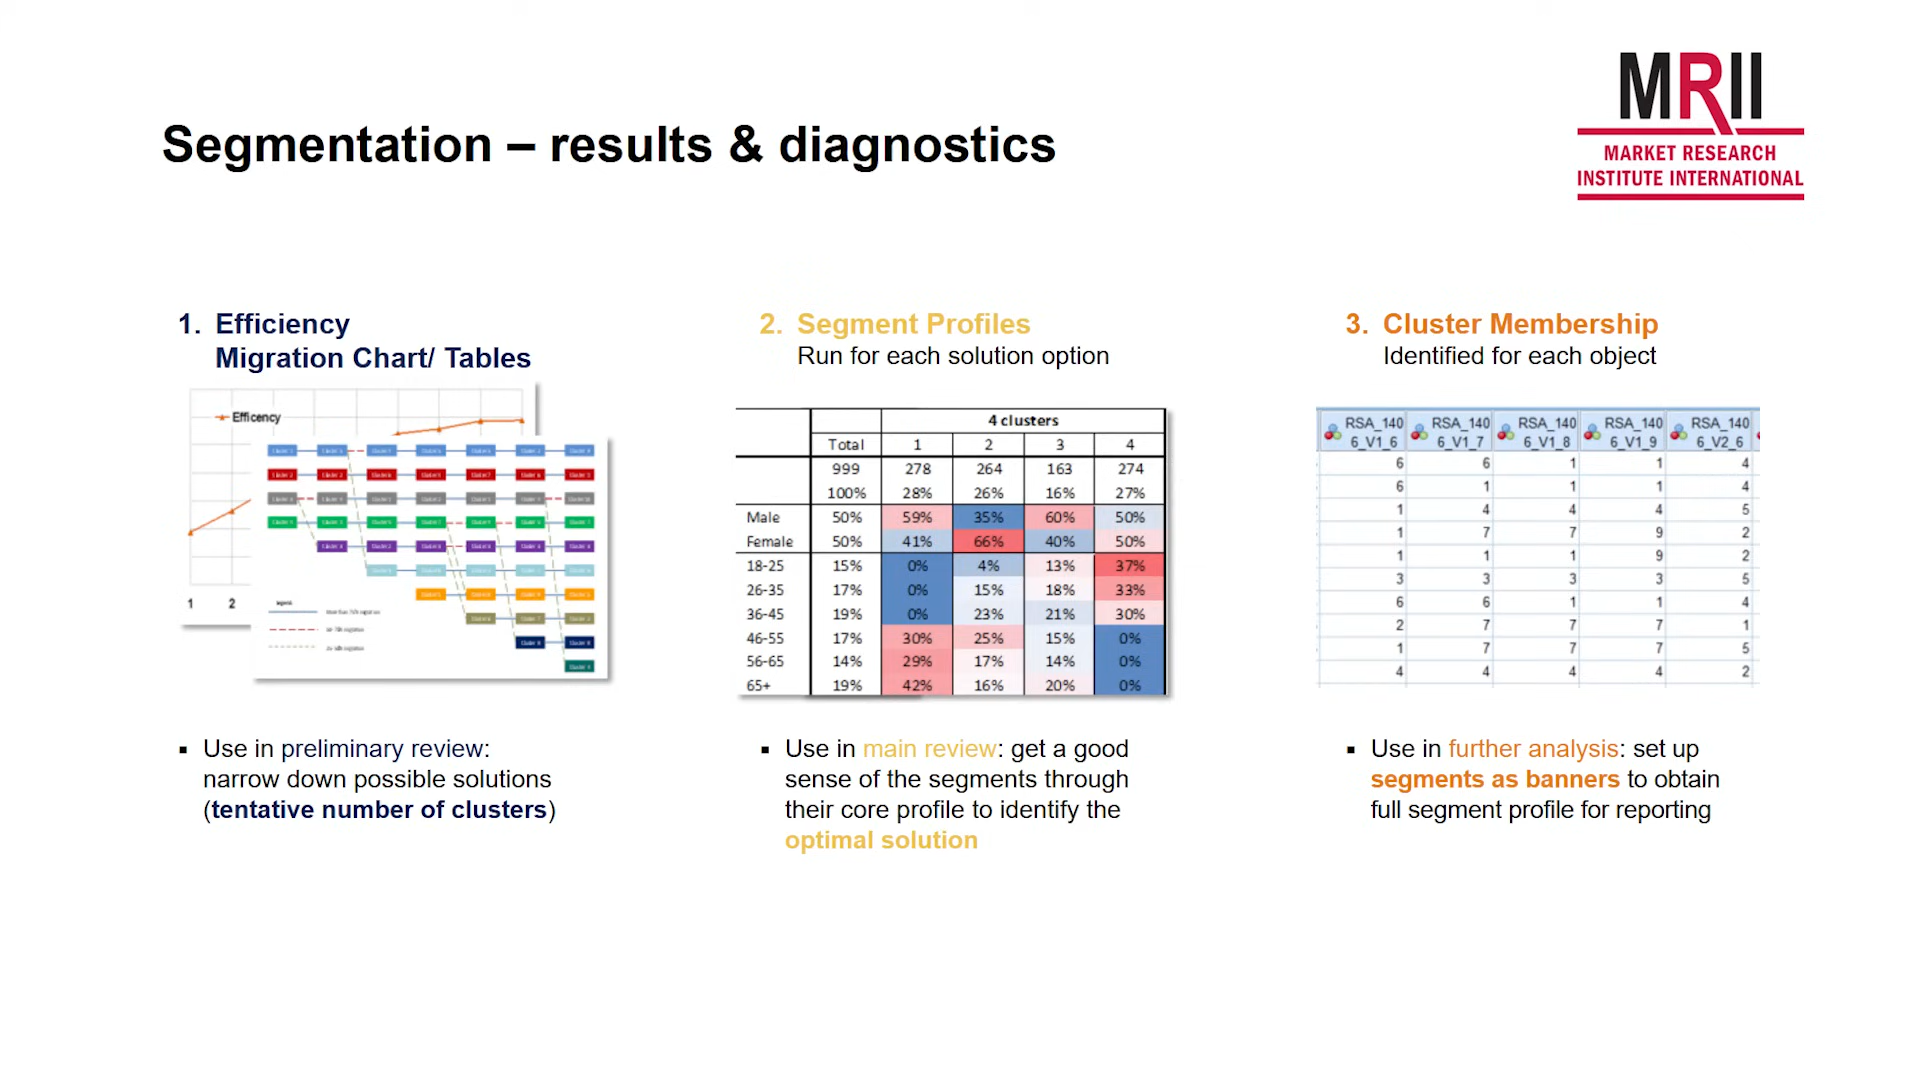 MRII
MARKET RESEARCH
INSTITUTE INTERNATIONAL
Segmentation – results & diagnostics
1. Efficiency
Migration Chart/ Tables
Efficency
1 2
▪ Use in preliminary review:
narrow down possible solutions
(tentative number of clusters)
2. Segment Profiles
Run for each solution option
4 clusters
Total 1 2 3 4
999 278 264 163 274
100% 28% 26% 16% 27%
Male 50% 59% 35% 60% 50%
Female 50% 41% 66% 40% 50%
18-25 15% 0% 4% 13% 37%
26-35 17% 0% 15% 18% 33%
36-45 19% 0% 23% 21% 30%
46-55 17% 30% 25% 15% 0%
56-65 14% 29% 17% 14% 0%
65+ 19% 42% 16% 20% 0%
▪ Use in main review: get a good
sense of the segments through
their core profile to identify the
optimal solution
3. Cluster Membership
Identified for each object
RSA_140 RSA_140 RSA_140 RSA_140 RSA_140
6_V1_6 6_V1_7 6_V1_8 6_V1_9 6_V2_6
6 6 1 1 4
6 1 1 1 4
1 4 4 4 5
1 7 7 9 2
1 1 1 9 2
3 3 3 3 5
6 6 1 1 4
2 7 7 7 1
1 7 7 7 5
4 4 4 4 2
▪ Use in further analysis: set up
segments as banners to obtain
full segment profile for reporting